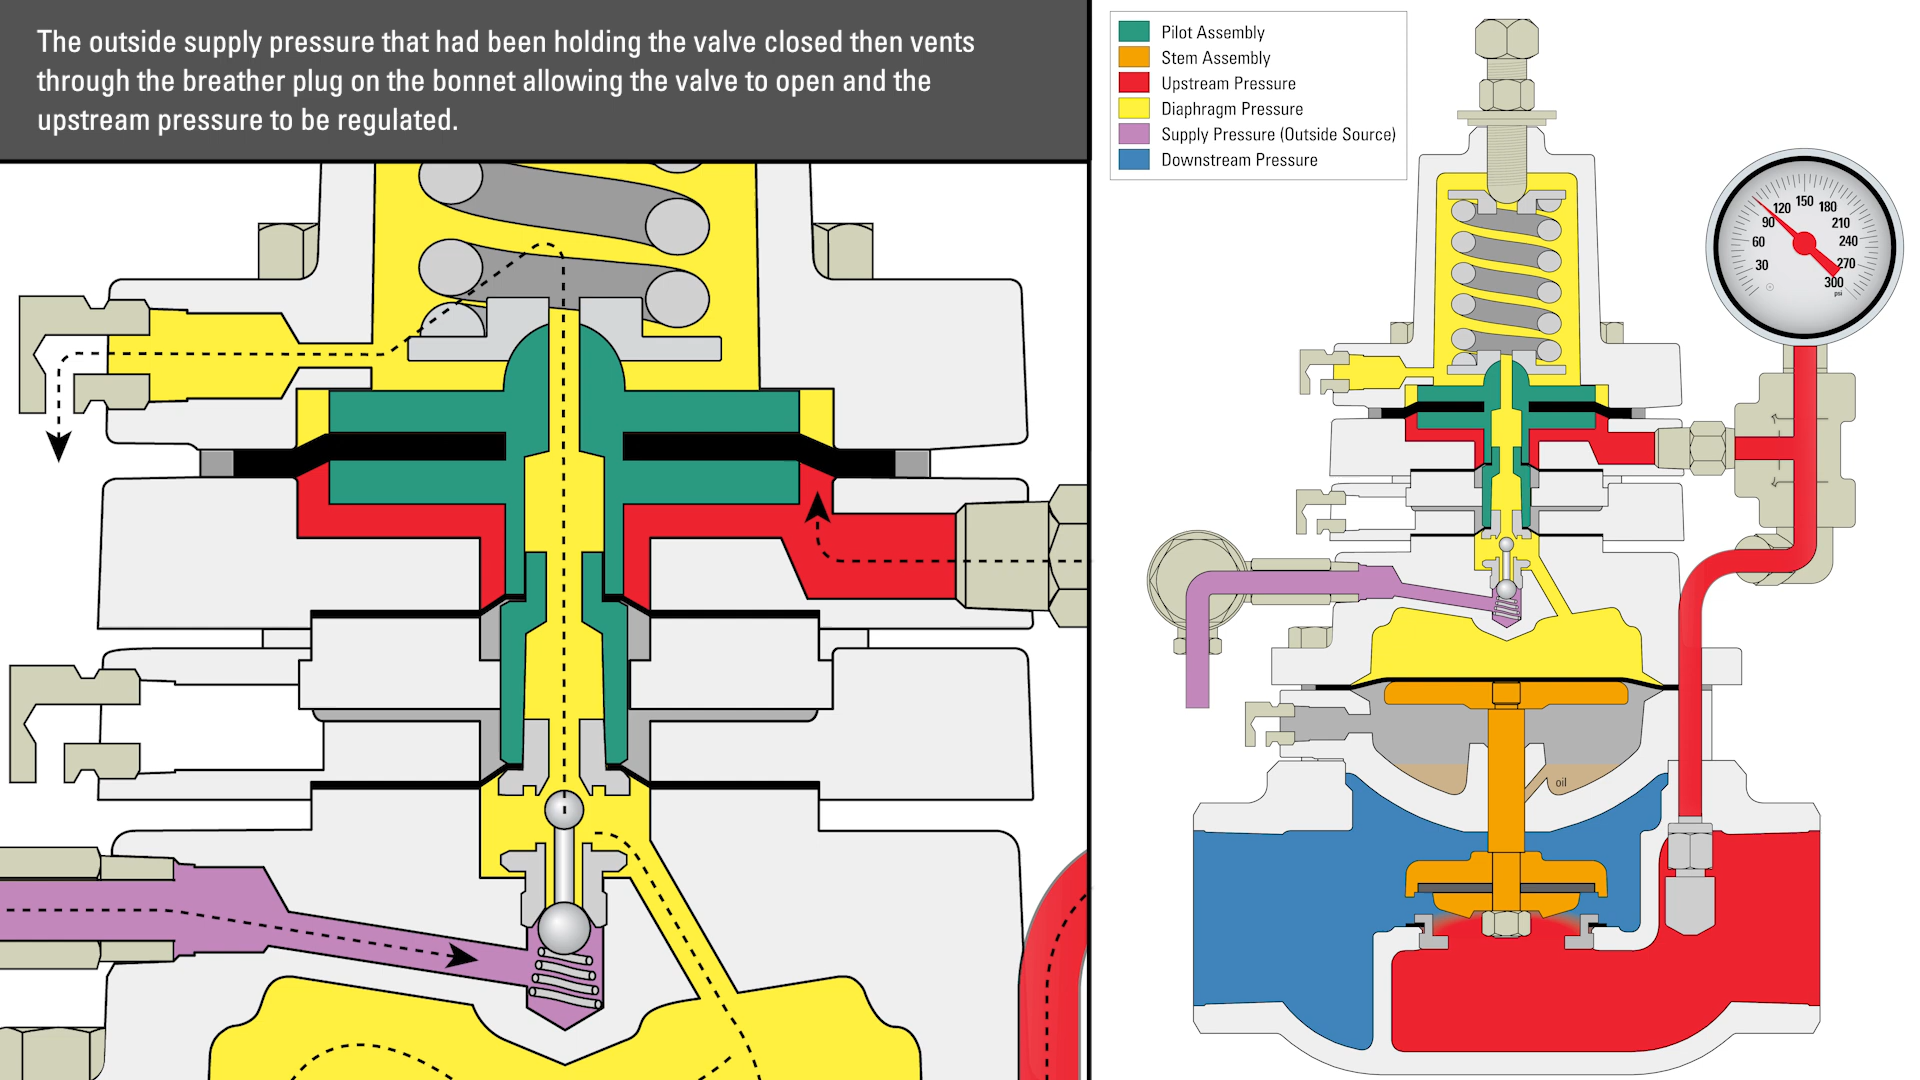 The outside supply pressure that had been holding the valve closed then vents
through the breather plug on the bonnet allowing the valve to open and the
upstream pressure to be regulated.
Pilot Assembly
Stem Assembly
Upstream Pressure
Diaphragm Pressure
Supply Pressure (Outside Source)
Downstream Pressure
30
60
90
120
150
180
210
240
270
300
psi
oil